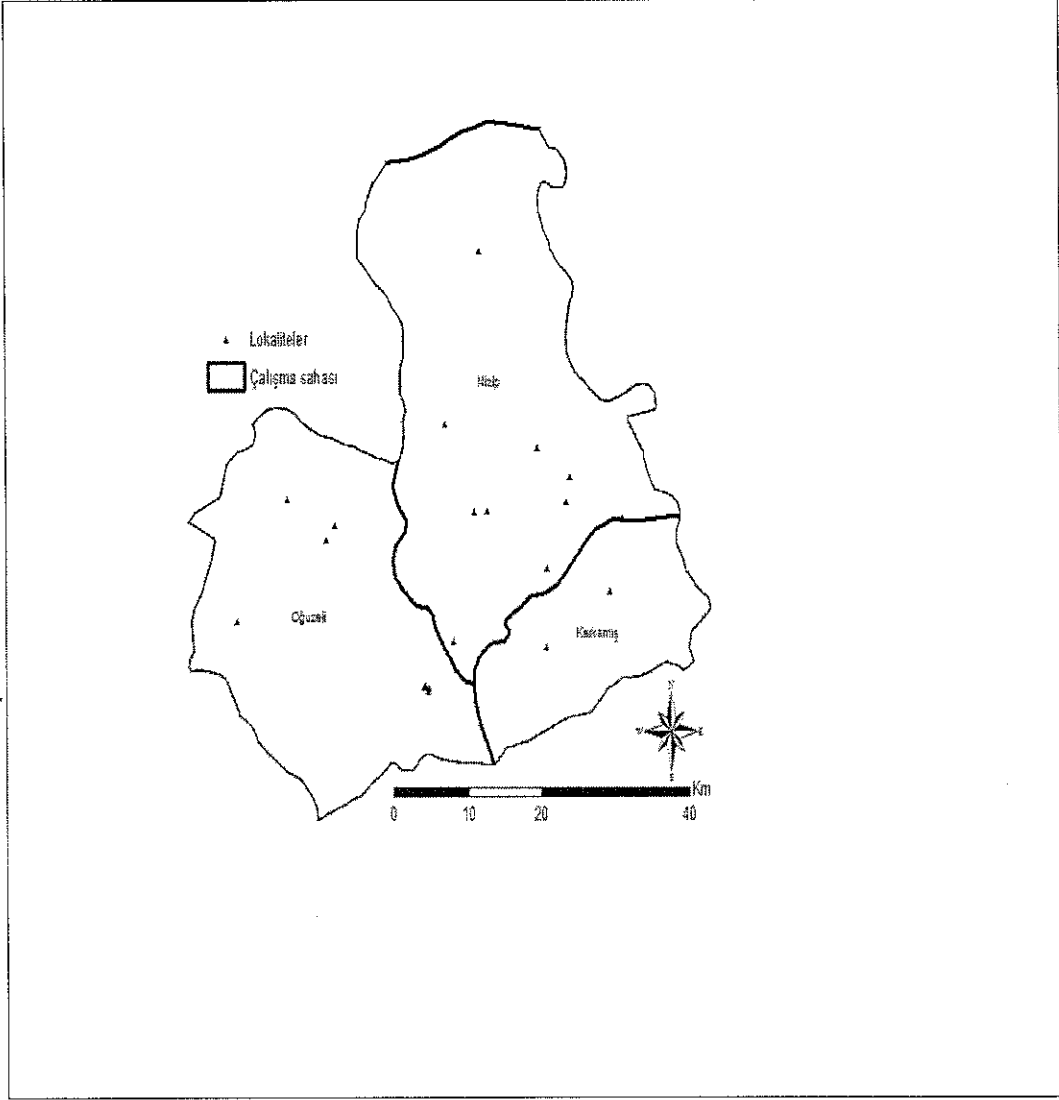 Lokaliteler
Çalışma sahası
Nizip
Oğuzeli
Karkamış
N
W E
S
Km
0 10 20 40